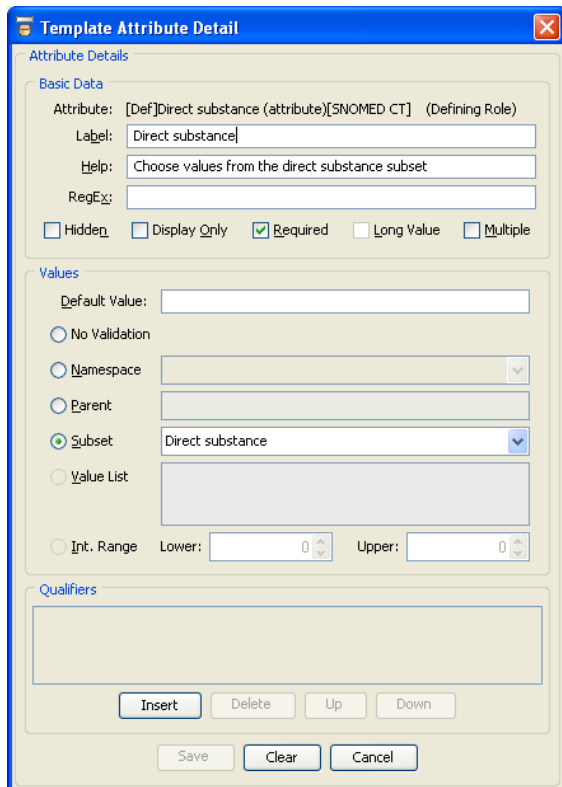 Template Attribute Detail
Attribute Details
Basic Data
Attribute: [Def]Direct substance (attribute)[SNOMED CT] (Defining Role)
Label: Direct substance
Help: Choose values from the direct substance subset
RegEx:
Hidden Display Only Required Long Value Multiple
Values
Default Value:
No Validation
Namespace
Parent
Subset Direct substance
Value List
Int. Range Lower: 0 Upper: 0
Qualifiers
Insert Delete Up Down
Save Clear Cancel